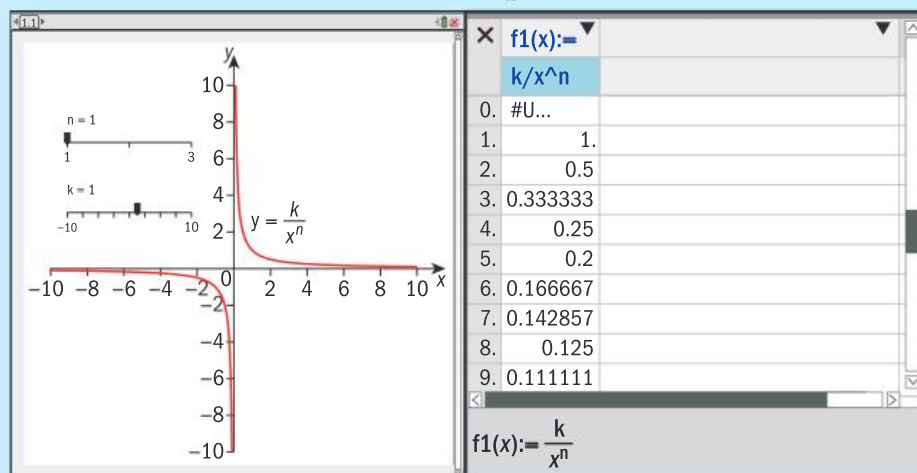 1.1
y
10
8
6
4
2
0
-2
-4
-6
-8
-10
-10 -8 -6 -4 -2 2 4 6 8 10 x
n = 1
1 3
k = 1
-10 10
y = k/xⁿ
f1(x):=
k/x^n
0. #U...
1. 1.
2. 0.5
3. 0.333333
4. 0.25
5. 0.2
6. 0.166667
7. 0.142857
8. 0.125
9. 0.111111
f1(x):= k/xⁿ